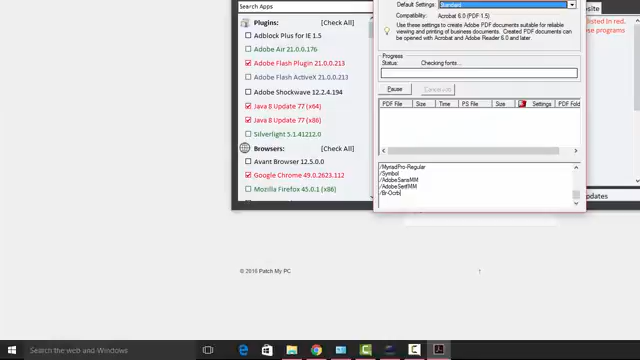 Search Apps
Plugins: [Check All]
Adblock Plus for IE 1.5
Adobe Air 21.0.0.176
Adobe Flash Plugin 21.0.0.213
Adobe Flash ActiveX 21.0.0.213
Adobe Shockwave 12.2.4.194
Java 8 Update 77 (x64)
Java 8 Update 77 (x86)
Silverlight 5.1.41212.0
Browsers: [Check All]
Avant Browser 12.5.0.0
Google Chrome 49.0.2623.112
Mozilla Firefox 45.0.1 (x86)
Default Settings: Standard
Compatibility: Acrobat 6.0 (PDF 1.5)
Use these settings to create Adobe PDF documents suitable for reliable
viewing and printing of business documents. Created PDF documents can be
opened with Acrobat and Adobe Reader 6.0 and later.
Progress
Status: Checking fonts...
Pause Cancel Job
PDF File Size Time PS File Size Settings PDF Fold
/MyriadPro-Regular
/Symbol
/AdobeSansMM
/AdobeSerifMM
/Br-Ocrb
bsite
listed in red.
se programs
pdates
© 2016 Patch My PC
↑
Search the web and Windows